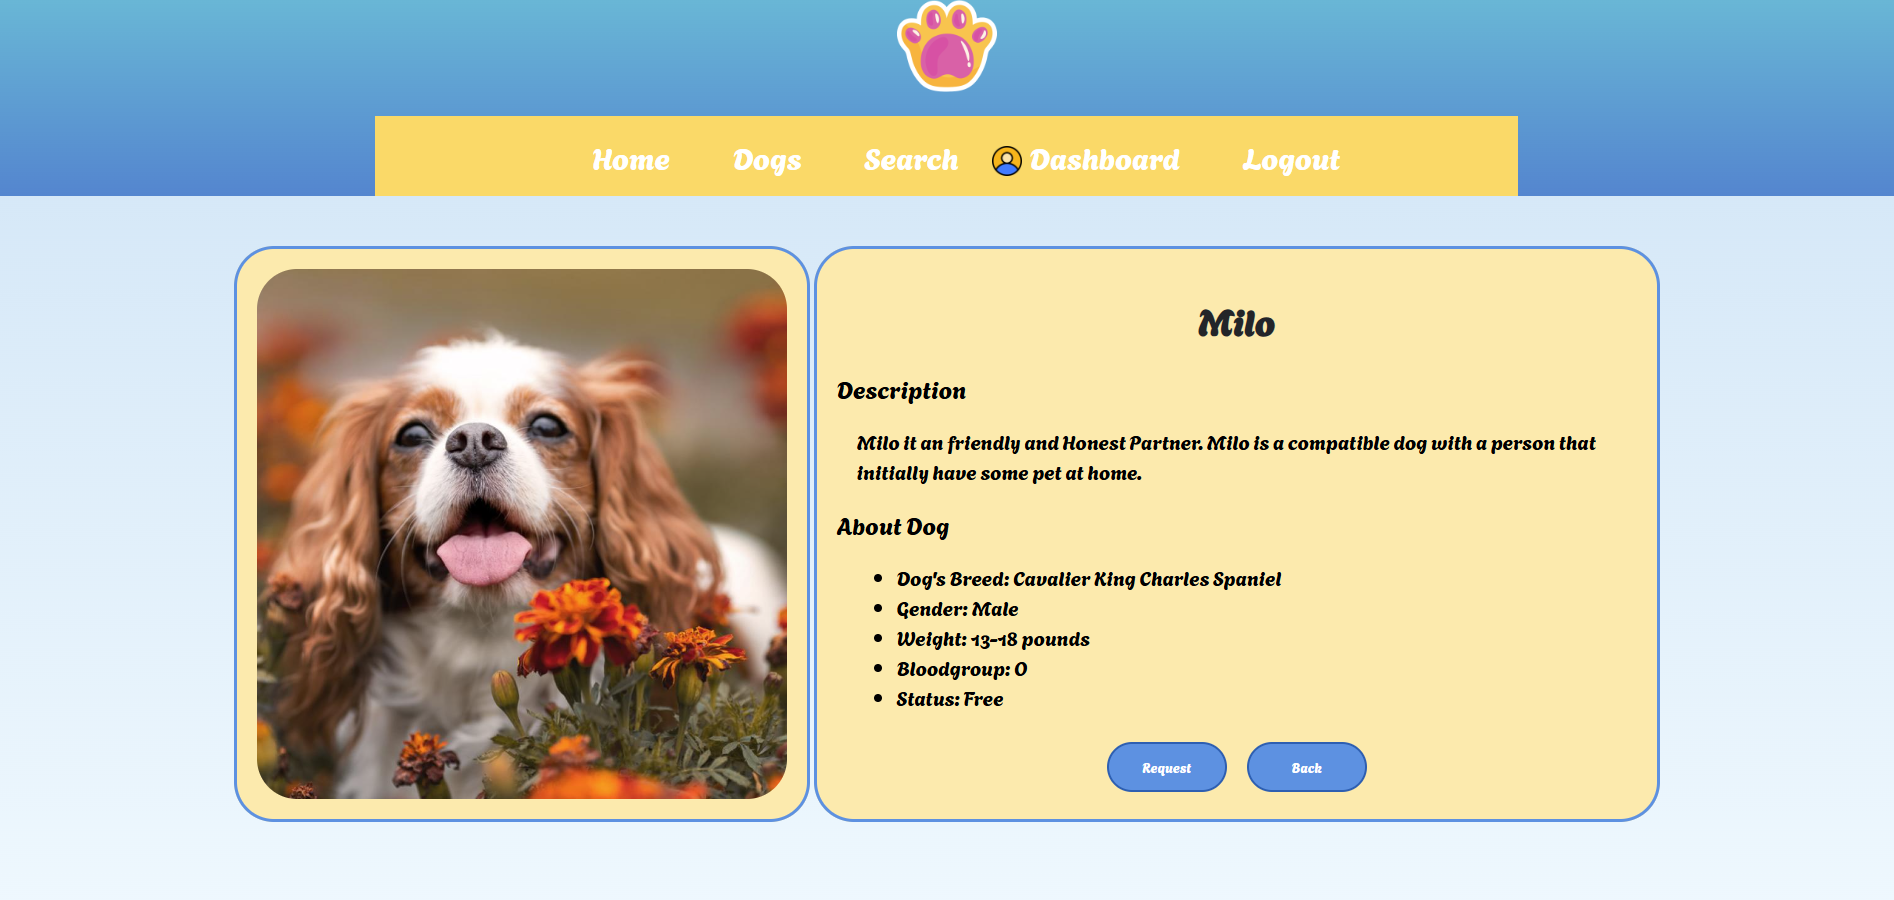 Home Dogs Search Dashboard Logout
Milo
Description
Milo it an friendly and Honest Partner. Milo is a compatible dog with a person that
initially have some pet at home.
About Dog
Dog's Breed: Cavalier King Charles Spaniel
Gender: Male
Weight: 13-18 pounds
Bloodgroup: O
Status: Free
Request Back